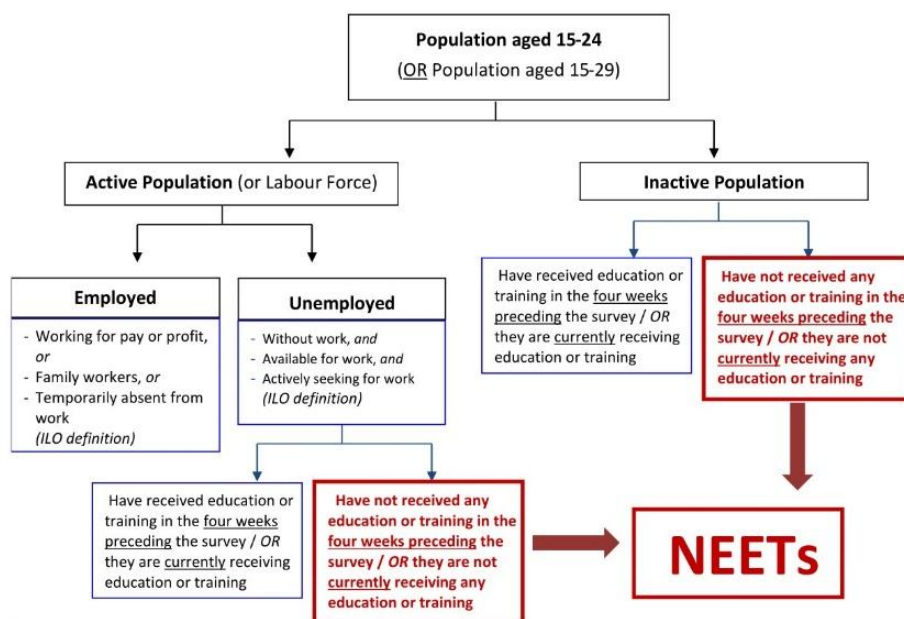 Population aged 15-24
(OR Population aged 15-29)
Active Population (or Labour Force)
Inactive Population
Employed
- Working for pay or profit,
or
- Family workers, or
- Temporarily absent from
work
(ILO definition)
Unemployed
- Without work, and
- Available for work, and
- Actively seeking for work
(ILO definition)
Have received education or
training in the four weeks
preceding the survey / OR
they are currently receiving
education or training
Have not received any
education or training in the
four weeks preceding the
survey / OR they are not
currently receiving any
education or training
Have received education or
training in the four weeks
preceding the survey / OR
they are currently receiving
education or training
Have not received any
education or training in the
four weeks preceding the
survey / OR they are not
currently receiving any
education or training
NEETs